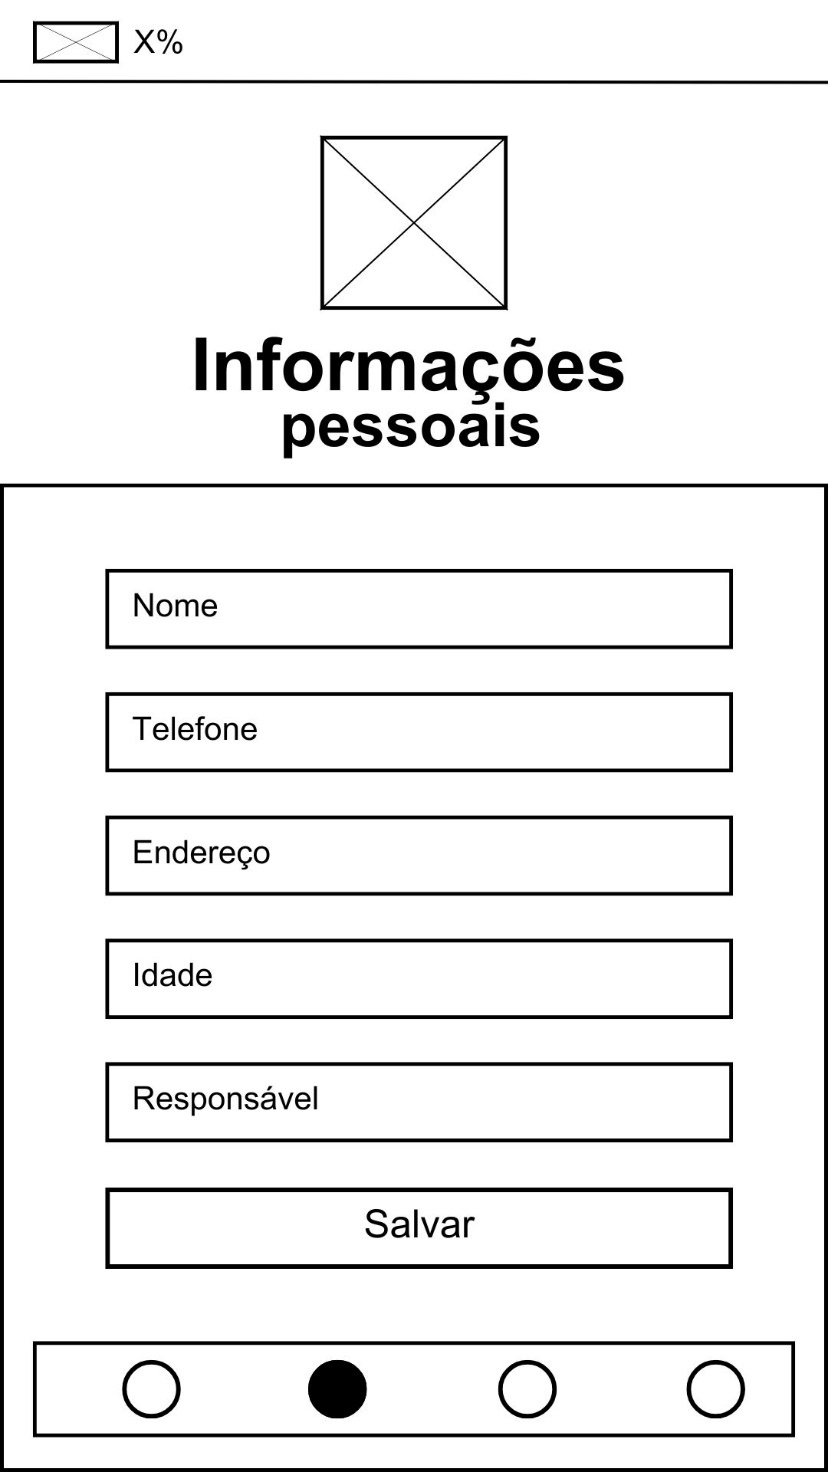 X%
Informações
pessoais
Nome
Telefone
Endereço
Idade
Responsável
Salvar